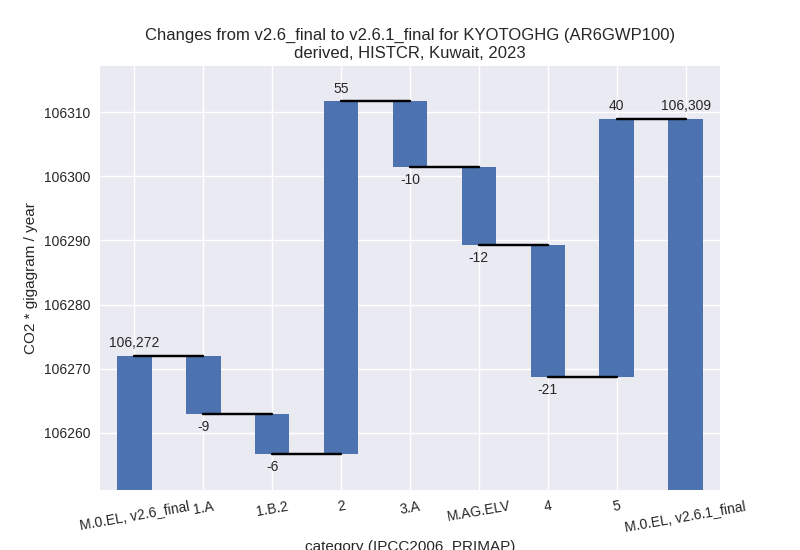 Changes from v2.6_final to v2.6.1_final for KYOTOGHG (AR6GWP100)
derived, HISTCR, Kuwait, 2023
CO2 * gigagram / year
106310
106300
106290
106280
106270
106260
106,272
-9
-6
55
-10
-12
-21
40
106,309
M.0.EL, v2.6_final
1.A
1.B.2
2
3.A
M.AG.ELV
4
5
M.0.EL, v2.6.1_final
category (IPCC2006_PRIMAP)